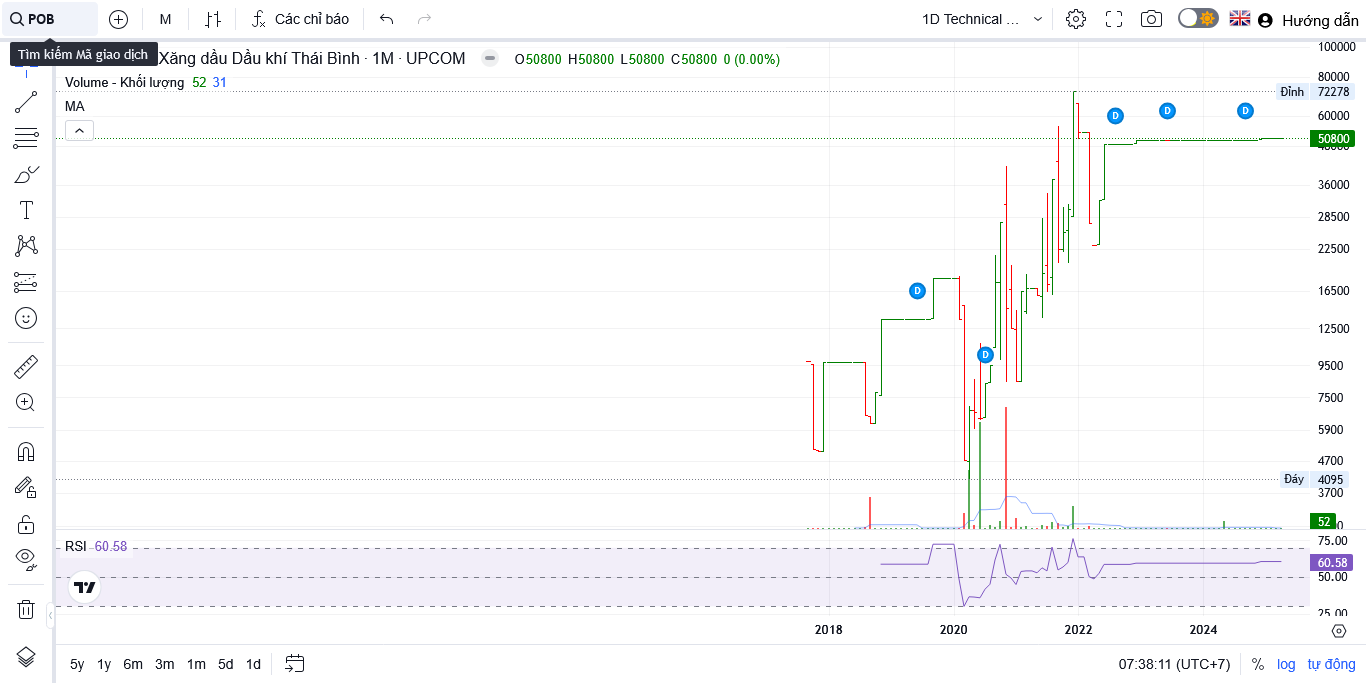 POB
M
Các chỉ báo
1D Technical ...
Hướng dẫn
Tìm kiếm Mã giao dịch
Xăng dầu Dầu khí Thái Bình · 1M · UPCOM
O50800 H50800 L50800 C50800 0 (0.00%)
Volume - Khối lượng 52 31
MA
100000
80000
Đỉnh 72278
60000
50800
36000
28500
22500
16500
12500
9500
7500
5900
4700
Đáy 4095
3700
52
D
D
D
D
D
RSI 60.58
75.00
60.58
50.00
25.00
2018 2020 2022 2024
5y 1y 6m 3m 1m 5d 1d
07:38:11 (UTC+7) % log tự động